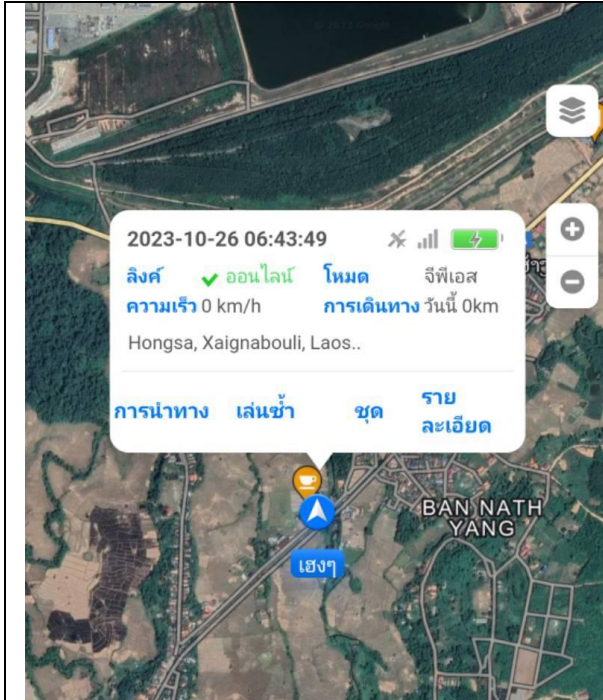 2023-10-26 06:43:49
ลิงค์ ออนไลน์ โหมด จีพีเอส
ความเร็ว 0 km/h การเดินทาง วันนี้ 0km
Hongsa, Xaignabouli, Laos..
การนำทาง เล่นซ้ำ ชุด ราย
ละเอียด
BAN NATH
YANG
เฮงๆ